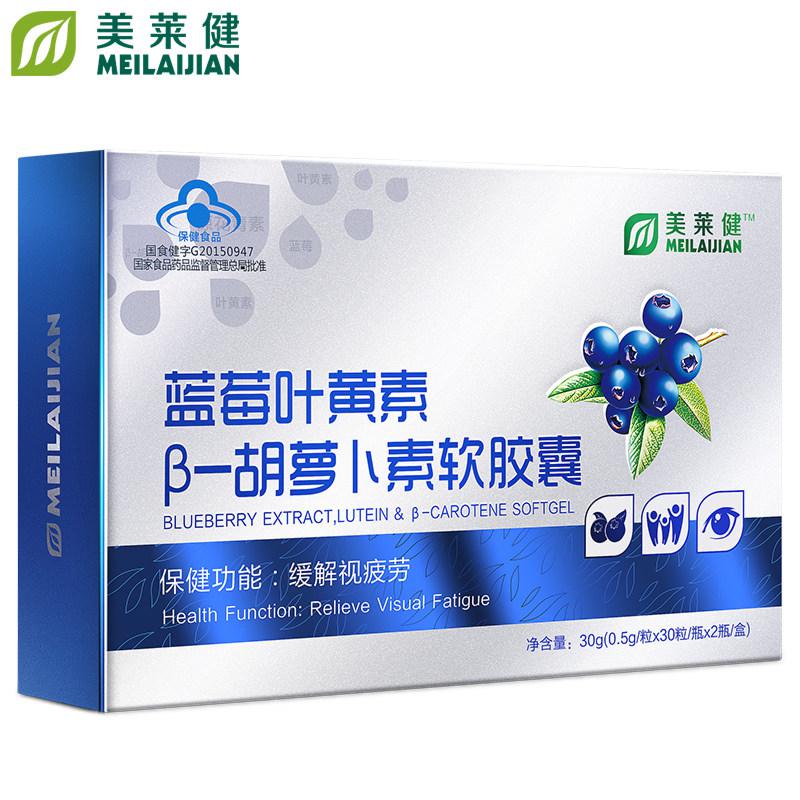 美莱健
MEILAIJIAN
叶黄素
蓝莓
叶黄素
保健食品
国食健字G20150947
国家食品药品监督管理总局批准
美莱健™
MEILAIJIAN
MEILAIJIAN
蓝莓叶黄素
β一胡萝卜素软胶囊
BLUEBERRY EXTRACT,LUTEIN & β-CAROTENE SOFTGEL
保健功能：缓解视疲劳
Health Function: Relieve Visual Fatigue
净含量：30g(0.5g/粒x30粒/瓶x2瓶/盒)